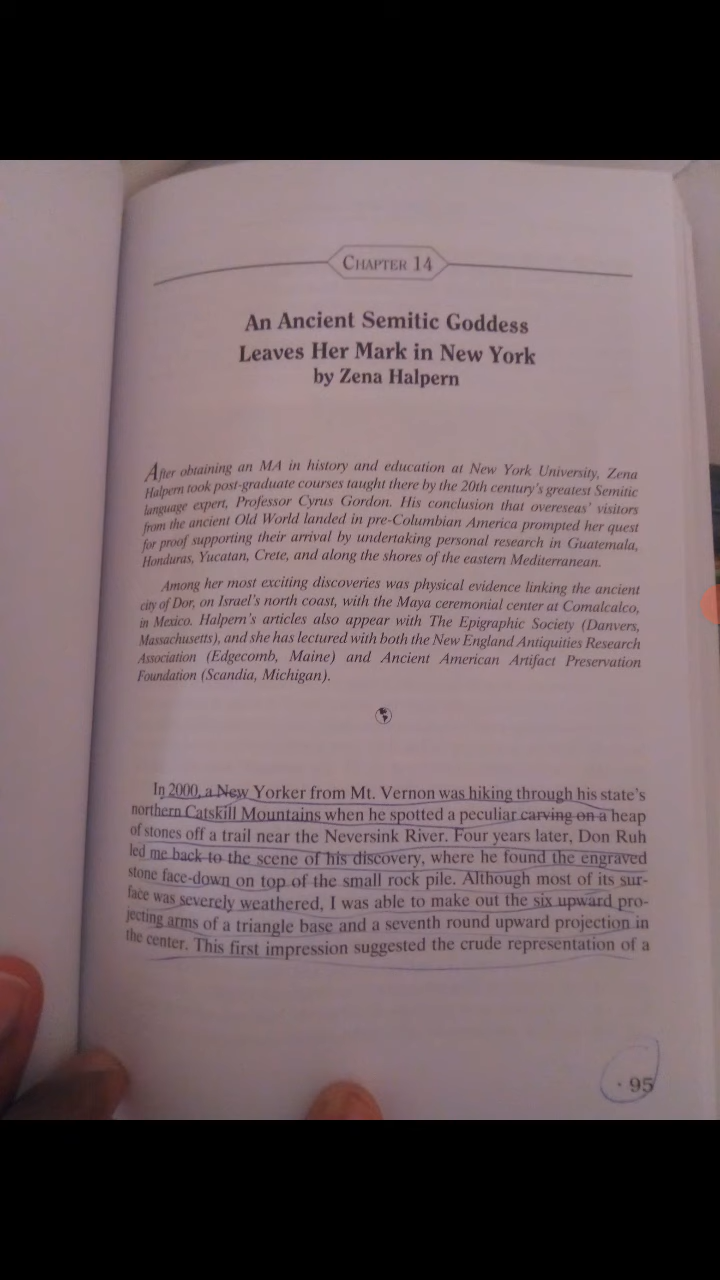 CHAPTER 14
An Ancient Semitic Goddess
Leaves Her Mark in New York
by Zena Halpern
After obtaining an MA in history and education at New York University, Zena
Halpern took post-graduate courses taught there by the 20th century's greatest Semitic
language expert, Professor Cyrus Gordon. His conclusion that overeseas' visitors
from the ancient Old World landed in pre-Columbian America prompted her quest
for proof supporting their arrival by undertaking personal research in Guatemala,
Honduras, Yucatan, Crete, and along the shores of the eastern Mediterranean.
Among her most exciting discoveries was physical evidence linking the ancient
city of Dor, on Israel's north coast, with the Maya ceremonial center at Comalcalco,
in Mexico. Halpern's articles also appear with The Epigraphic Society (Danvers,
Massachusetts), and she has lectured with both the New England Antiquities Research
Association (Edgecomb, Maine) and Ancient American Artifact Preservation
Foundation (Scandia, Michigan).
In 2000, a New Yorker from Mt. Vernon was hiking through his state's
northern Catskill Mountains when he spotted a peculiar carving on a heap
of stones off a trail near the Neversink River. Four years later, Don Ruh
led me back to the scene of his discovery, where he found the engraved
stone face-down on top of the small rock pile. Although most of its sur-
face was severely weathered, I was able to make out the six upward pro-
jecting arms of a triangle base and a seventh round upward projection in
the center. This first impression suggested the crude representation of a
· 95